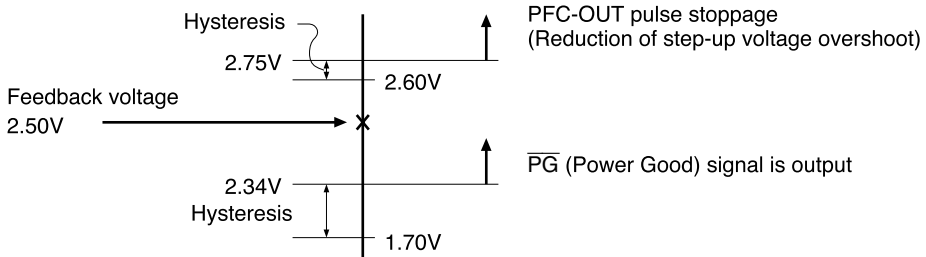 Hysteresis
PFC-OUT pulse stoppage
(Reduction of step-up voltage overshoot)
2.75V
2.60V
Feedback voltage
2.50V
P̅G̅ (Power Good) signal is output
2.34V
Hysteresis
1.70V